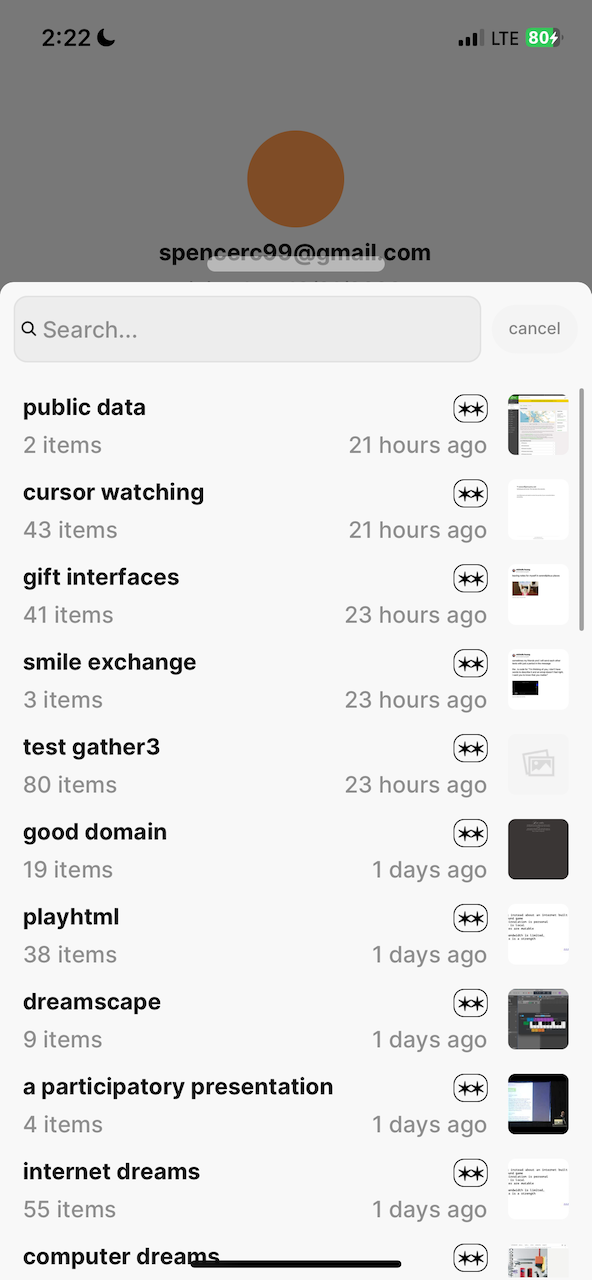 2:22
LTE
80
spencerc99@gmail.com
Search...
cancel
public data
2 items
21 hours ago
cursor watching
43 items
21 hours ago
gift interfaces
41 items
23 hours ago
smile exchange
3 items
23 hours ago
test gather3
80 items
23 hours ago
good domain
19 items
1 days ago
playhtml
38 items
1 days ago
dreamscape
9 items
1 days ago
a participatory presentation
4 items
1 days ago
internet dreams
55 items
1 days ago
computer dreams